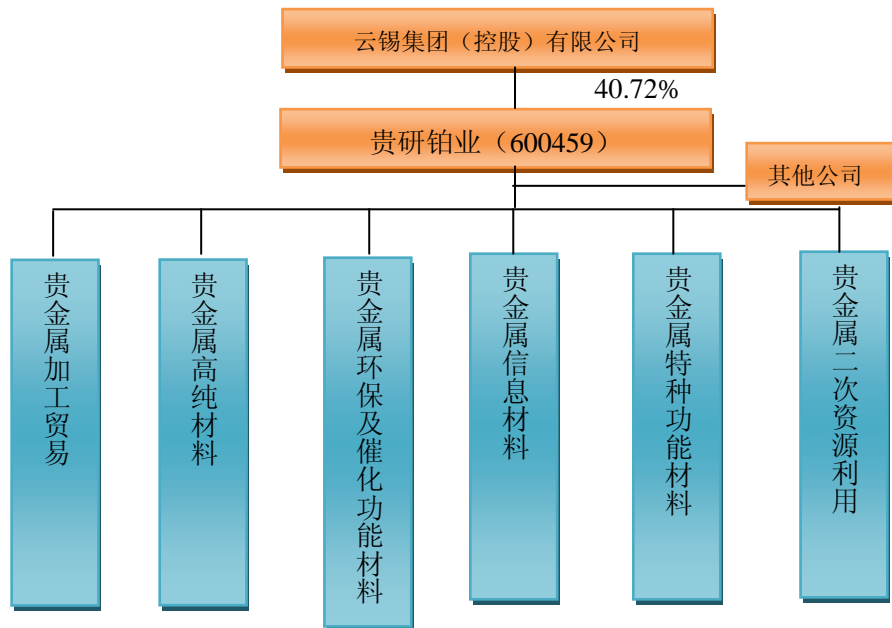 云锡集团（控股）有限公司
40.72%
贵研铂业（600459）
其他公司
贵金属加工贸易
贵金属高纯材料
贵金属环保及催化功能材料
贵金属信息材料
贵金属特种功能材料
贵金属二次资源利用